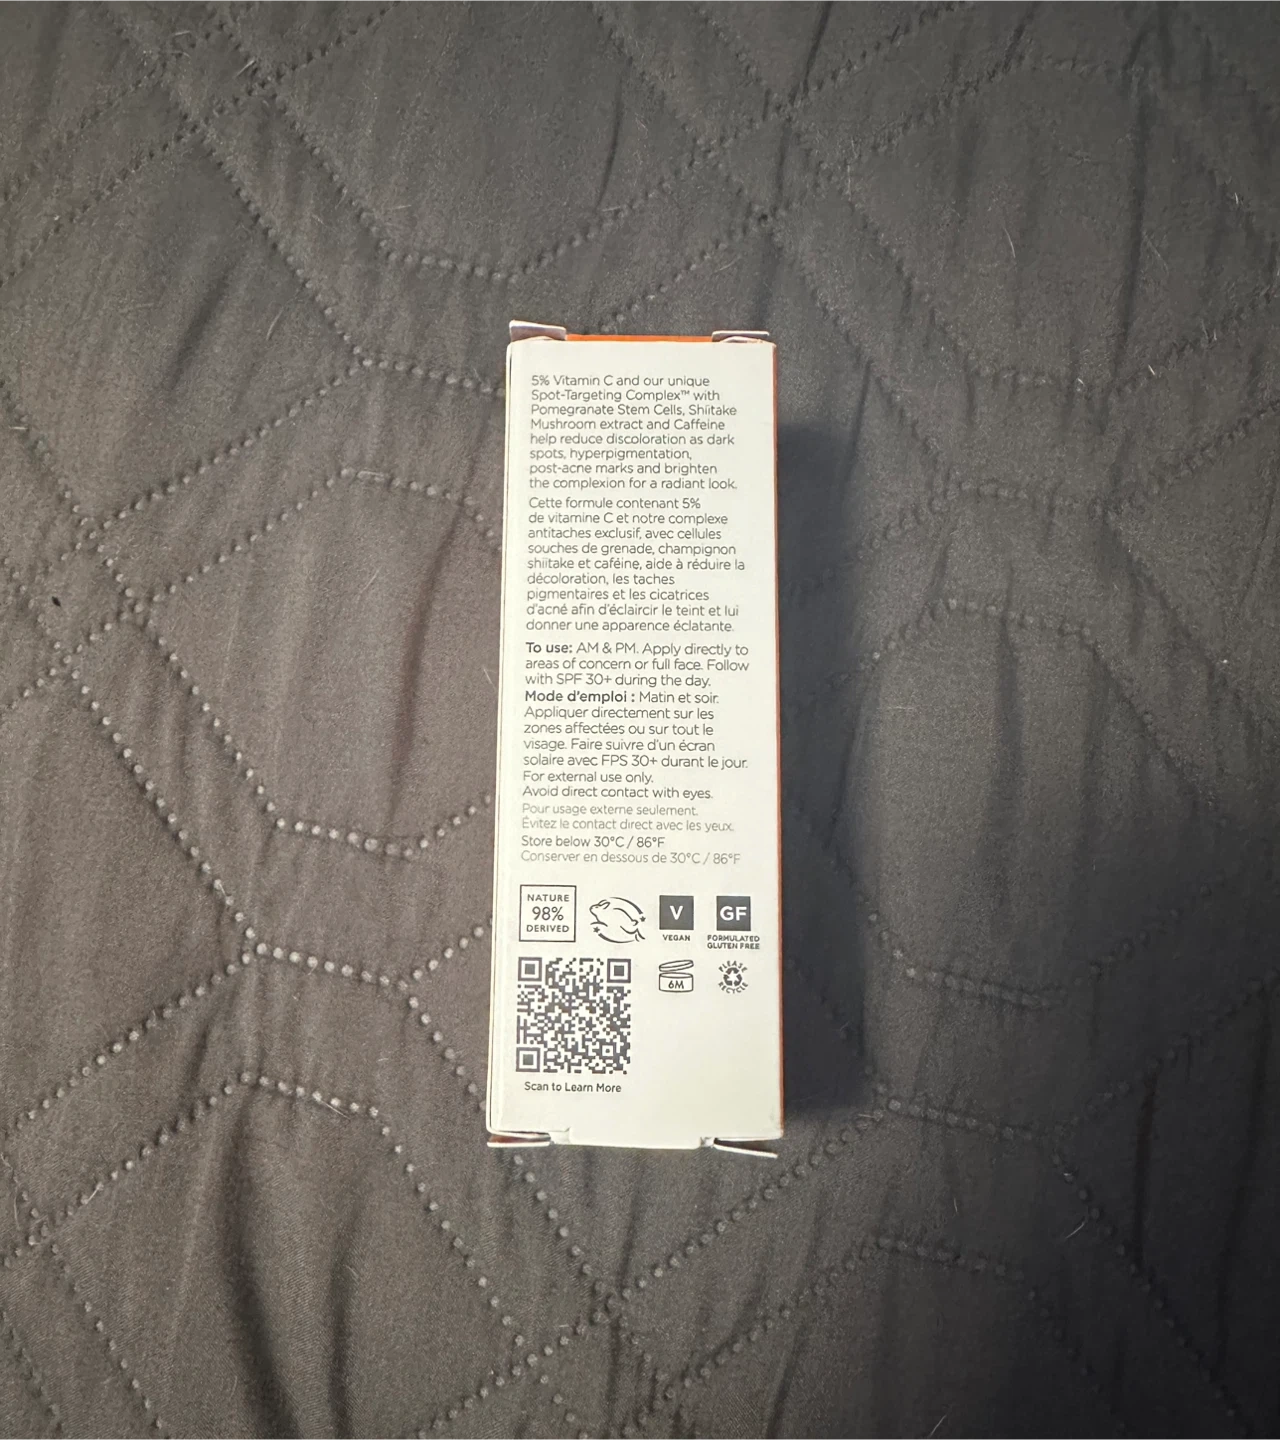 5% Vitamin C and our unique
Spot-Targeting Complex™ with
Pomegranate Stem Cells, Shiitake
Mushroom extract and Caffeine
help reduce discoloration as dark
spots, hyperpigmentation,
post-acne marks and brighten
the complexion for a radiant look.
Cette formule contenant 5%
de vitamine C et notre complexe
antitaches exclusif, avec cellules
souches de grenade, champignon
shiitake et caféine, aide à réduire la
décoloration, les taches
pigmentaires et les cicatrices
d'acné afin d'éclaircir le teint et lui
donner une apparence éclatante.
To use: AM & PM. Apply directly to
areas of concern or full face. Follow
with SPF 30+ during the day.
Mode d'emploi : Matin et soir.
Appliquer directement sur les
zones affectées ou sur tout le
visage. Faire suivre d'un écran
solaire avec FPS 30+ durant le jour.
For external use only.
Avoid direct contact with eyes.
Pour usage externe seulement.
Évitez le contact direct avec les yeux.
Store below 30°C / 86°F
Conserver en dessous de 30°C / 86°F
NATURE
98%
DERIVED
V
VEGAN
GF
FORMULATED
GLUTEN FREE
6M
PLEASE
RECYCLE
Scan to Learn More